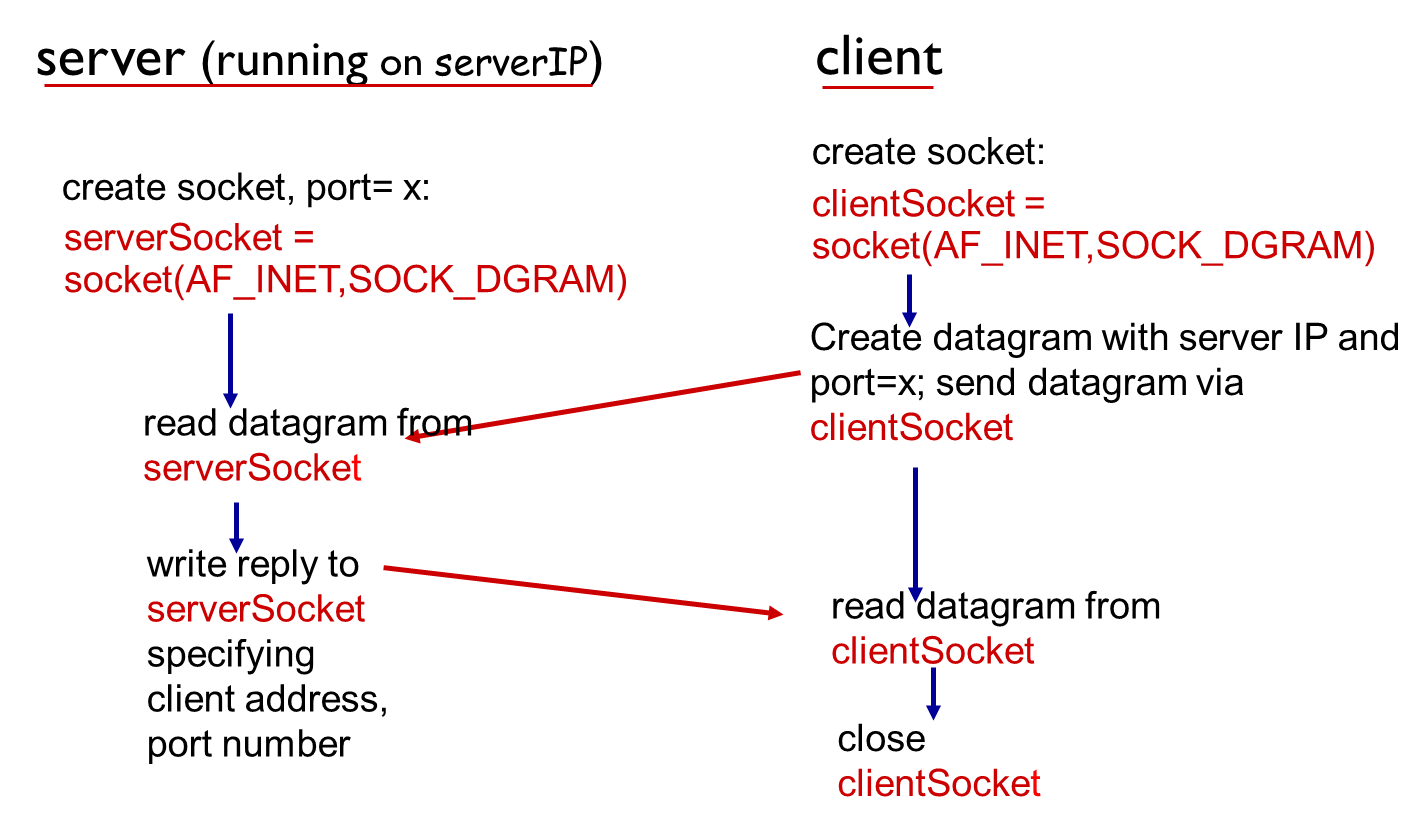 server (running on serverIP)
create socket, port= x:
serverSocket =
socket(AF_INET,SOCK_DGRAM)
read datagram from
serverSocket
write reply to
serverSocket
specifying
client address,
port number
client
create socket:
clientSocket =
socket(AF_INET,SOCK_DGRAM)
Create datagram with server IP and
port=x; send datagram via
clientSocket
read datagram from
clientSocket
close
clientSocket